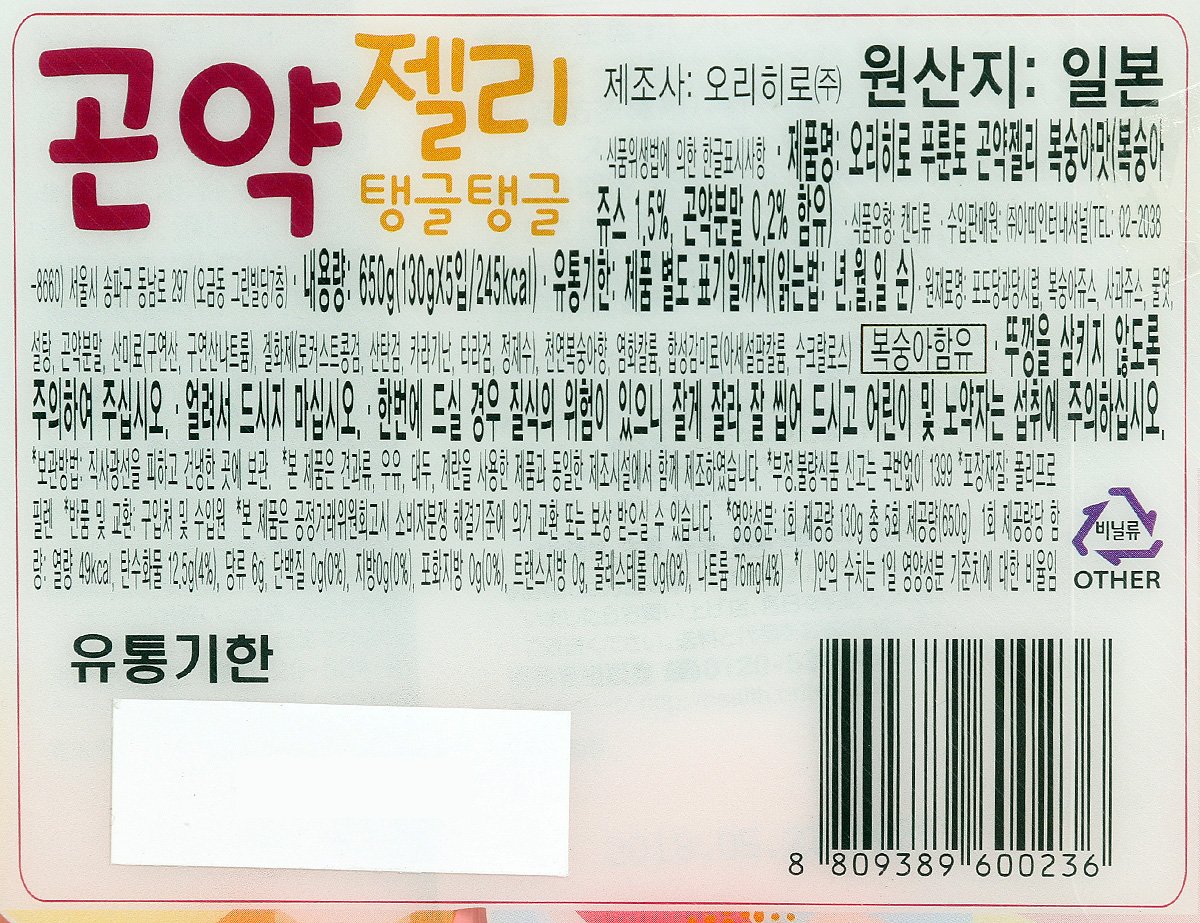 곤약 젤리
탱글탱글
제조사: 오리히로(주) 원산지: 일본
· 식품위생법에 의한 한글표시사항 · 제품명: 오리히로 푸룬토 곤약젤리 복숭아맛(복숭아
쥬스 1.5%, 곤약분말 0.2% 함유) · 식품유형: 캔디류 · 수입판매원: ㈜아띠인터내셔널(TEL: 02-2038
-8660) 서울시 송파구 동남로 297 (오금동 그린빌딩7층) · 내용량: 650g(130gX5입/245kcal) · 유통기한: 제품 별도 표기일까지(읽는법: 년.월.일 순) · 원재료명: 포도당과당시럽, 복숭아쥬스, 사과쥬스, 물엿,
설탕, 곤약분말, 산미료(구연산, 구연산나트륨), 겔화제(로커스트콩검, 산탄검, 카라기난, 타라검, 정제수), 천연복숭아향, 염화칼륨, 합성감미료(아세설팜칼륨, 수크랄로스) 복숭아함유 · 뚜껑을 삼키지 않도록
주의하여 주십시오. · 얼려서 드시지 마십시오. · 한번에 드실 경우 질식의 위험이 있으니 잘게 잘라 잘 씹어 드시고 어린이 및 노약자는 섭취에 주의하십시오.
*보관방법: 직사광선을 피하고 건냉한 곳에 보관. *본 제품은 견과류, 우유, 대두, 계란을 사용한 제품과 동일한 제조시설에서 함께 제조하였습니다. *부정.불량식품 신고는 국번없이 1399 *포장재질: 폴리프로
필렌 *반품 및 교환: 구입처 및 수입원 *본 제품은 공정거래위원회고시 소비자분쟁 해결기준에 의거 교환 또는 보상 받으실 수 있습니다. *영양성분: 1회 제공량 130g 총 5회 제공량(650g) 1회 제공량당 함
량: 열량 49kcal, 탄수화물 12.5g(4%), 당류 6g, 단백질 0g(0%), 지방0g(0%), 포화지방 0g(0%), 트랜스지방 0g, 콜레스테롤 0g(0%), 나트륨 76mg(4%) *( )안의 수치는 1일 영양성분 기준치에 대한 비율임
비닐류
OTHER
유통기한
8 809389 600236